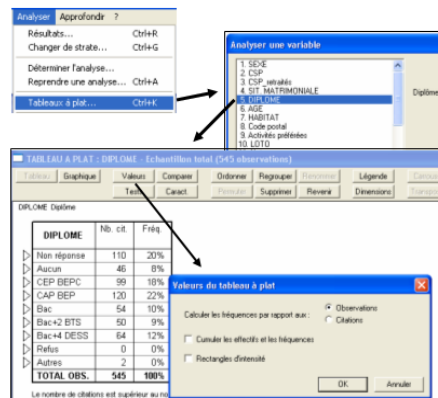 Analyser Approfondir ?
Résultats... Ctrl+R
Changer de strate... Ctrl+G
Déterminer l'analyse...
Reprendre une analyse... Ctrl+A
Tableaux à plat... Ctrl+K
Analyser une variable
1. SEXE
2. CSP
3. CSP_retraités
4. SIT_MATRIMONIALE
5. DIPLOME
6. AGE
7. HABITAT
8. Code postal
9. Activités préférées
10. LOTO
Diplôme
TABLEAU A PLAT : DIPLOME - Echantillon total (545 observations)
Tableau Graphique Valeurs Comparer Ordonner Regrouper Renommer Légende
Caract. Permuter Supprimer Revenir Dimensions
DIPLOME Diplôme
DIPLOME Nb. cit. Fréq.
Non réponse 110 20%
Aucun 46 8%
CEP BEPC 99 18%
CAP BEP 120 22%
Bac 54 10%
Bac+2 BTS 50 9%
Bac+4 DESS 64 12%
Refus 0 0%
Autres 2 0%
TOTAL OBS. 545 100%
Le nombre de citations est supérieur au no
Valeurs du tableau à plat
Calculer les fréquences par rapport aux :
Observations
Citations
Cumuler les effectifs et les fréquences
Rectangles d'intensité
OK Annuler